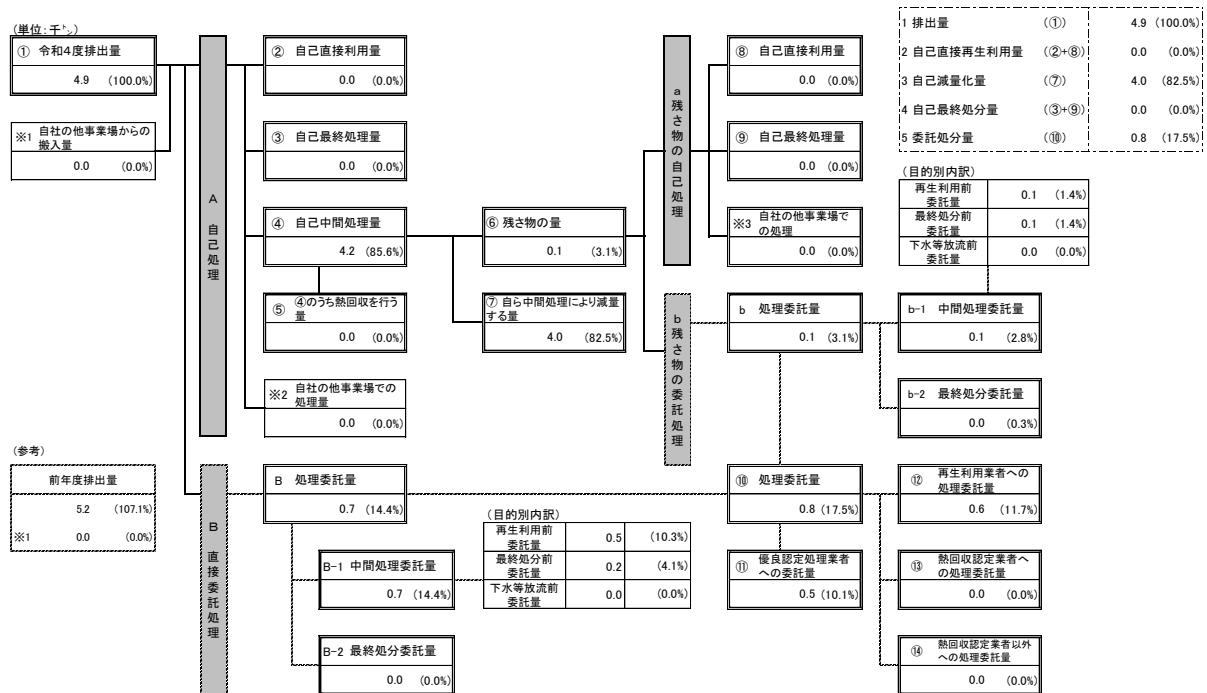 (単位:千㌧)
① 令和4度排出量
4.9 (100.0%)
※1 自社の他事業場からの
搬入量
0.0 (0.0%)
(参考)
前年度排出量
5.2 (107.1%)
※1 0.0 (0.0%)
A 自己処理
② 自己直接利用量
0.0 (0.0%)
③ 自己最終処理量
0.0 (0.0%)
④ 自己中間処理量
4.2 (85.6%)
⑤ ④のうち熱回収を行う
量
0.0 (0.0%)
※2 自社の他事業場での
処理量
0.0 (0.0%)
⑥ 残さ物の量
0.1 (3.1%)
⑦ 自ら中間処理により減量
する量
4.0 (82.5%)
a 残さ物の自己処理
⑧ 自己直接利用量
0.0 (0.0%)
⑨ 自己最終処理量
0.0 (0.0%)
※3 自社の他事業場で
の処理
0.0 (0.0%)
b 残さ物の委託処理
b 処理委託量
0.1 (3.1%)
b-1 中間処理委託量
0.1 (2.8%)
b-2 最終処分委託量
0.0 (0.3%)
1 排出量 (①) 4.9 (100.0%)
2 自己直接再生利用量 (②+⑧) 0.0 (0.0%)
3 自己減量化量 (⑦) 4.0 (82.5%)
4 自己最終処分量 (③+⑨) 0.0 (0.0%)
5 委託処分量 (⑩) 0.8 (17.5%)
(目的別内訳)
再生利用前
委託量 0.1 (1.4%)
最終処分前
委託量 0.1 (1.4%)
下水等放流前
委託量 0.0 (0.0%)
B 直接委託処理
B 処理委託量
0.7 (14.4%)
B-1 中間処理委託量
0.7 (14.4%)
B-2 最終処分委託量
0.0 (0.0%)
(目的別内訳)
再生利用前
委託量 0.5 (10.3%)
最終処分前
委託量 0.2 (4.1%)
下水等放流前
委託量 0.0 (0.0%)
⑩ 処理委託量
0.8 (17.5%)
⑪ 優良認定処理業者
への委託量
0.5 (10.1%)
⑫ 再生利用業者への
処理委託量
0.6 (11.7%)
⑬ 熱回収認定業者へ
の処理委託量
0.0 (0.0%)
⑭ 熱回収認定業者以外
への処理委託量
0.0 (0.0%)